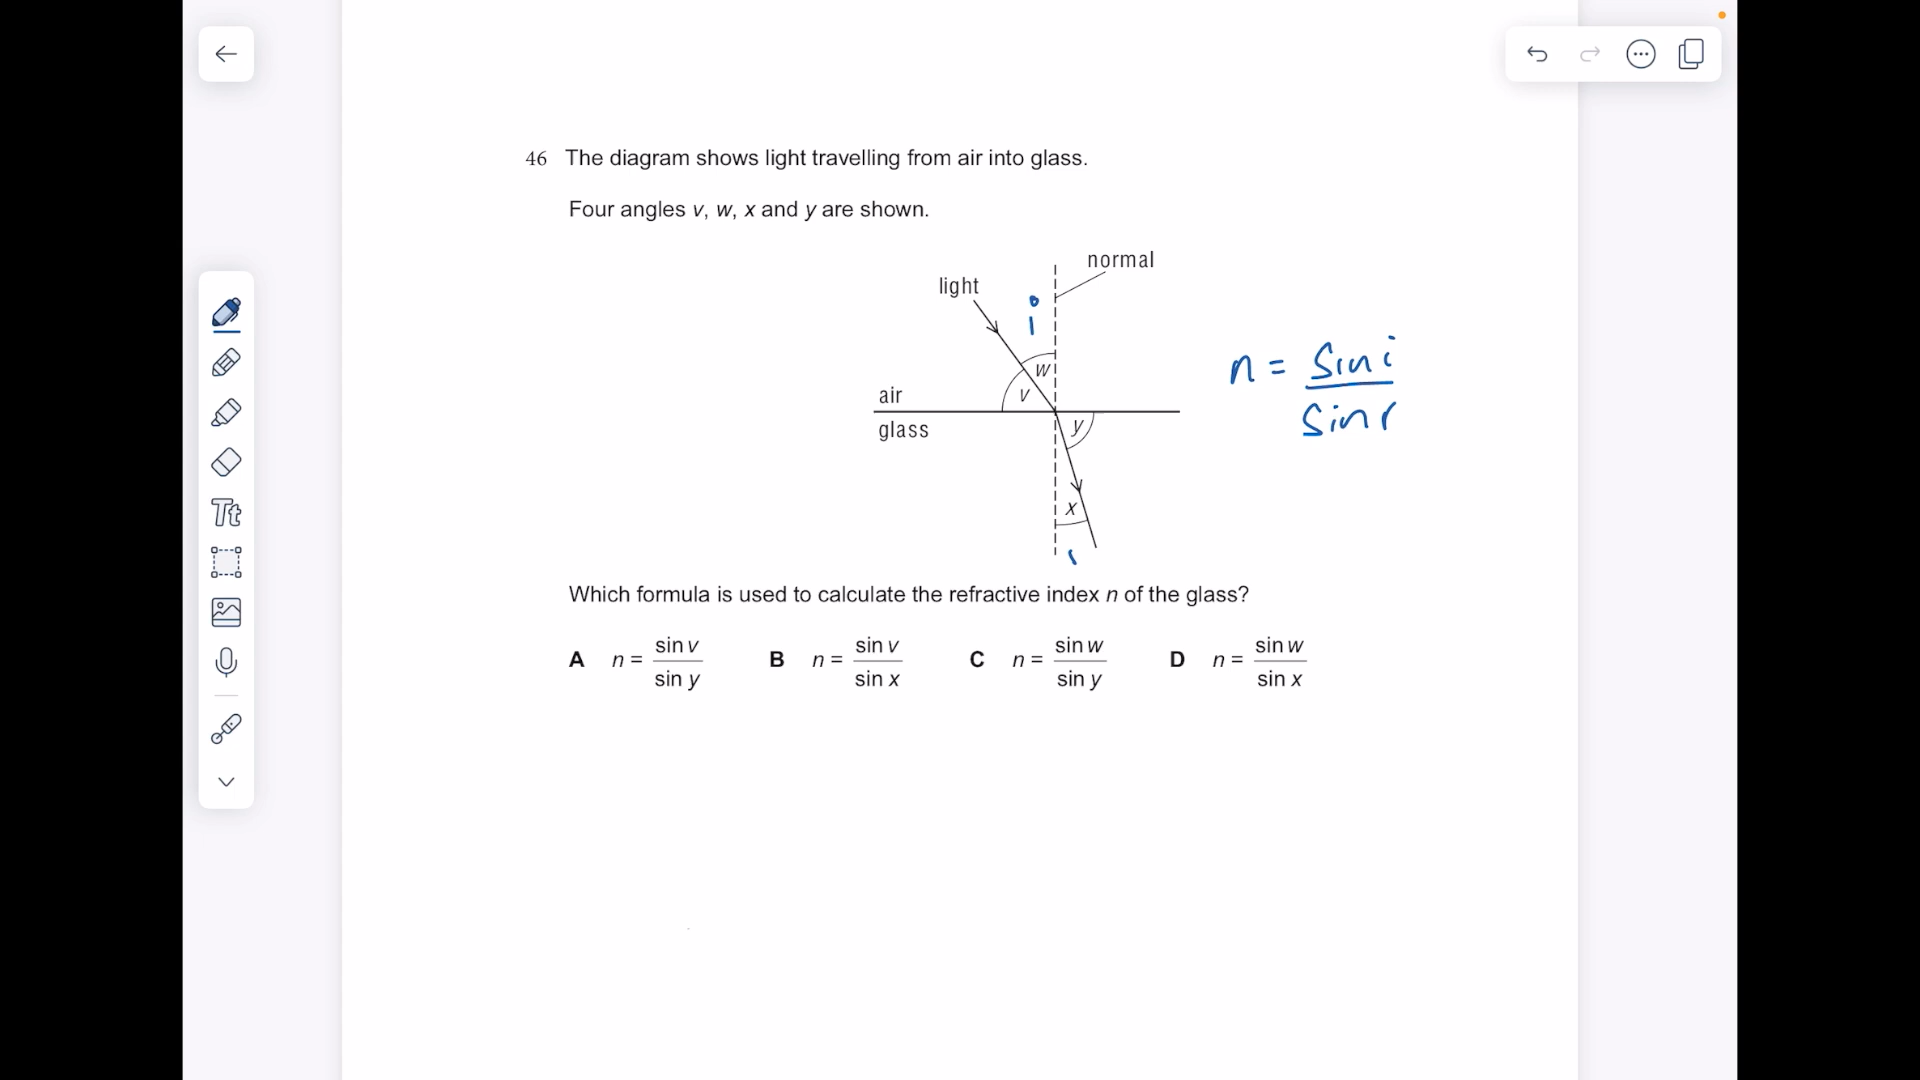 46 The diagram shows light travelling from air into glass.
Four angles v, w, x and y are shown.
normal
light
i
w
v
air
glass
y
x
n = sin i / sin r
Which formula is used to calculate the refractive index n of the glass?
A n = sin v / sin y B n = sin v / sin x C n = sin w / sin y D n = sin w / sin x
Tt